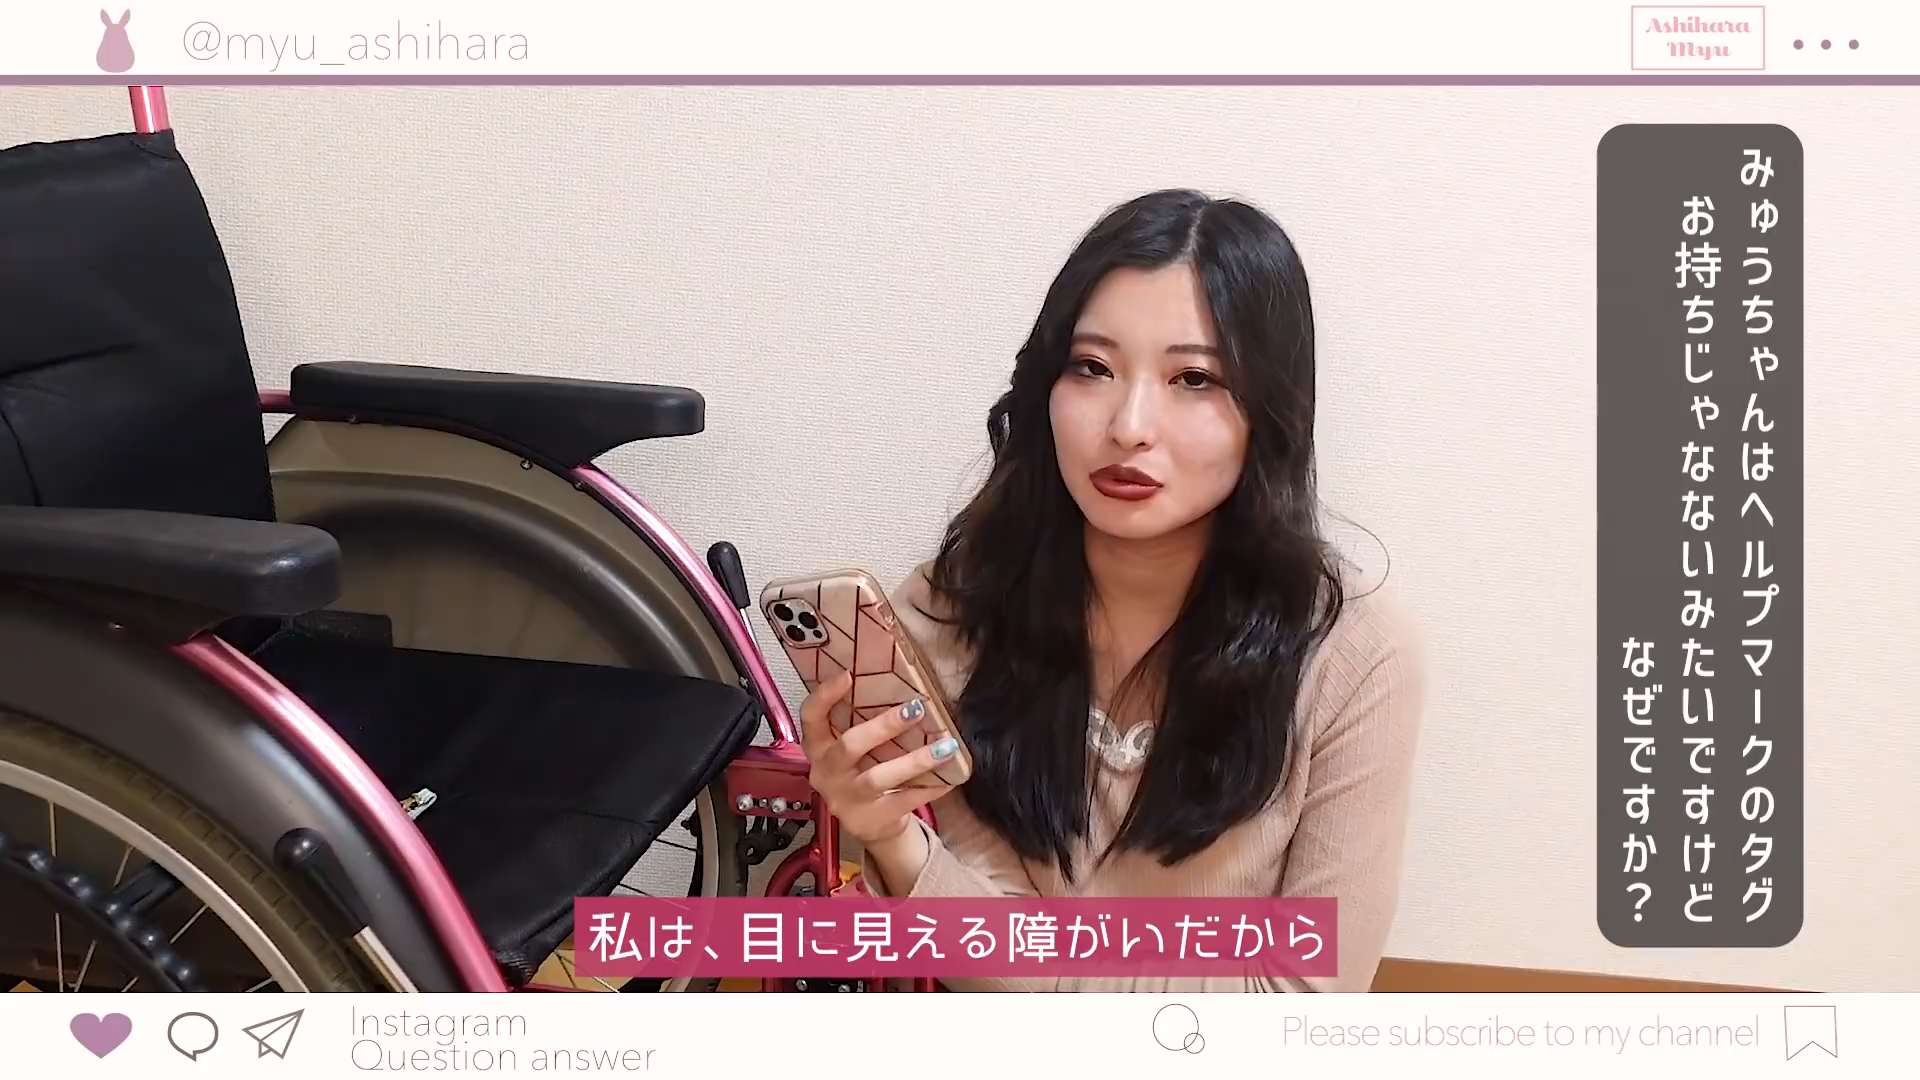 @myu_ashihara
Ashihara
Myu
みゅうちゃんはヘルプマークのタグ
お持ちじゃなないみたいですけど
なぜですか？
私は、目に見える障がいだから
Instagram
Question answer
Please subscribe to my channel